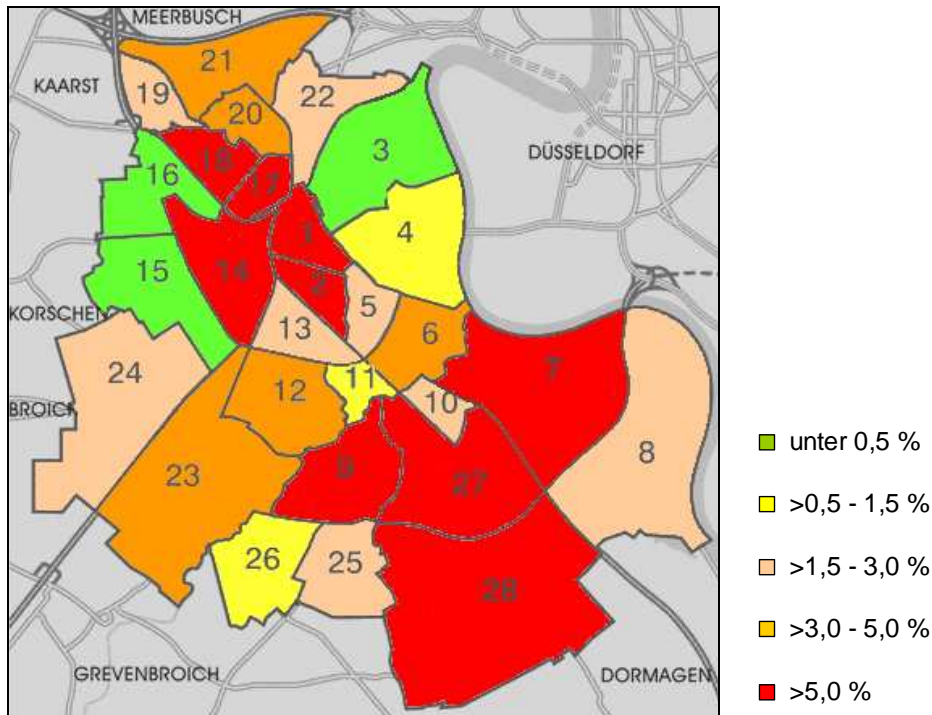 MEERBUSCH
21
KAARST
19
22
20
3
DÜSSELDORF
18
16
17
1
4
14
15
2
5
KORSCHEN
13
6
7
24
11
12
10
BROICH
8
unter 0,5 %
9
23
27
>0,5 - 1,5 %
26
25
>1,5 - 3,0 %
28
>3,0 - 5,0 %
GREVENBROICH
DORMAGEN
>5,0 %